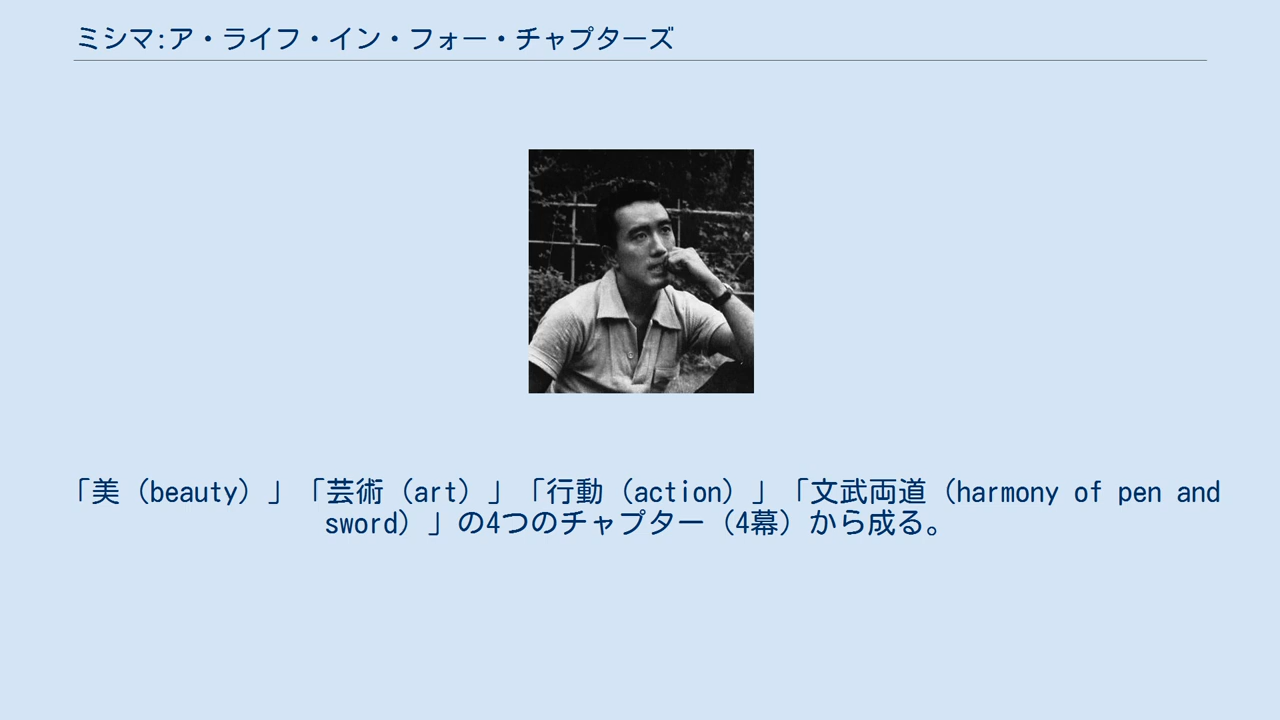 ミシマ:ア・ライフ・イン・フォー・チャプターズ
「美（beauty）」「芸術（art）」「行動（action）」「文武両道（harmony of pen and
sword）」の4つのチャプター（4幕）から成る。